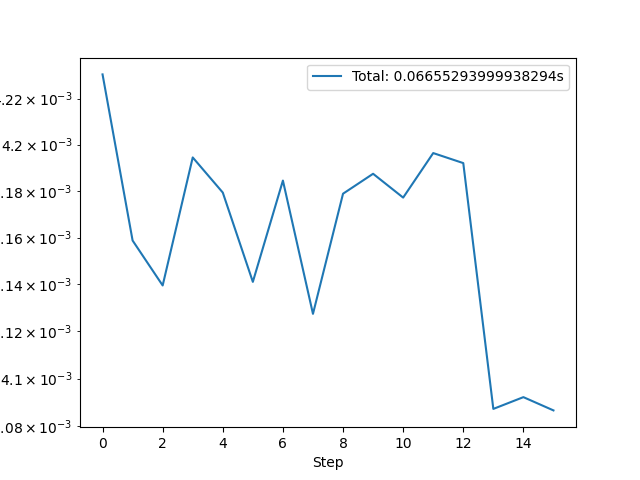 Total: 0.06655293999938294s
.22 × 10⁻³
4.2 × 10⁻³
.18 × 10⁻³
.16 × 10⁻³
.14 × 10⁻³
.12 × 10⁻³
4.1 × 10⁻³
.08 × 10⁻³
0 2 4 6 8 10 12 14
Step